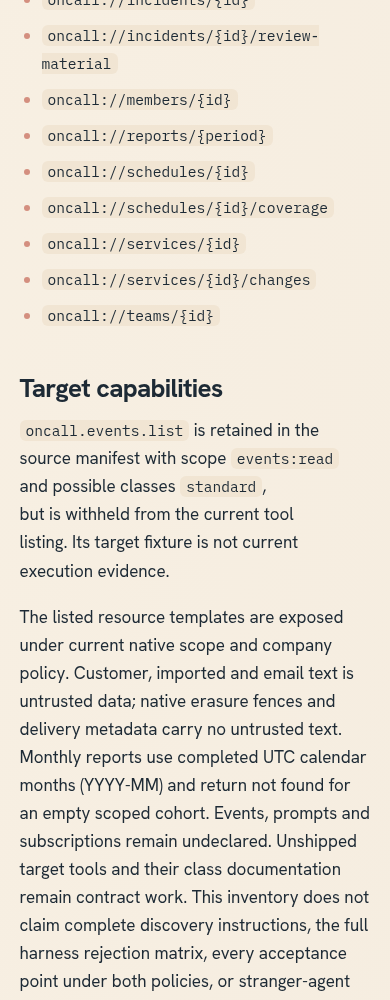 oncall://incidents/{id}
oncall://incidents/{id}/review-
material
oncall://members/{id}
oncall://reports/{period}
oncall://schedules/{id}
oncall://schedules/{id}/coverage
oncall://services/{id}
oncall://services/{id}/changes
oncall://teams/{id}
Target capabilities
oncall.events.list is retained in the
source manifest with scope events:read
and possible classes standard,
but is withheld from the current tool
listing. Its target fixture is not current
execution evidence.
The listed resource templates are exposed
under current native scope and company
policy. Customer, imported and email text is
untrusted data; native erasure fences and
delivery metadata carry no untrusted text.
Monthly reports use completed UTC calendar
months (YYYY-MM) and return not found for
an empty scoped cohort. Events, prompts and
subscriptions remain undeclared. Unshipped
target tools and their class documentation
remain contract work. This inventory does not
claim complete discovery instructions, the full
harness rejection matrix, every acceptance
point under both policies, or stranger-agent